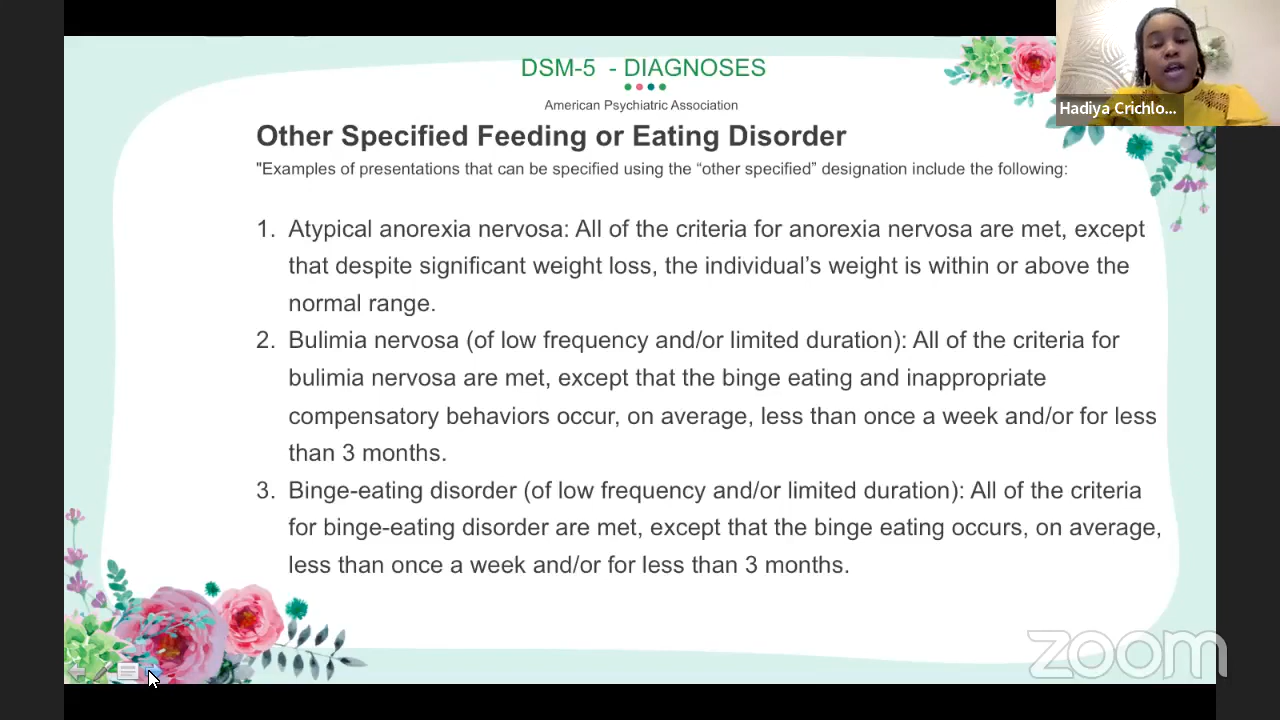 DSM-5 - DIAGNOSES
American Psychiatric Association
Hadiya Crichlo...
Other Specified Feeding or Eating Disorder
"Examples of presentations that can be specified using the “other specified” designation include the following:
1. Atypical anorexia nervosa: All of the criteria for anorexia nervosa are met, except
that despite significant weight loss, the individual’s weight is within or above the
normal range.
2. Bulimia nervosa (of low frequency and/or limited duration): All of the criteria for
bulimia nervosa are met, except that the binge eating and inappropriate
compensatory behaviors occur, on average, less than once a week and/or for less
than 3 months.
3. Binge-eating disorder (of low frequency and/or limited duration): All of the criteria
for binge-eating disorder are met, except that the binge eating occurs, on average,
less than once a week and/or for less than 3 months.
zoom